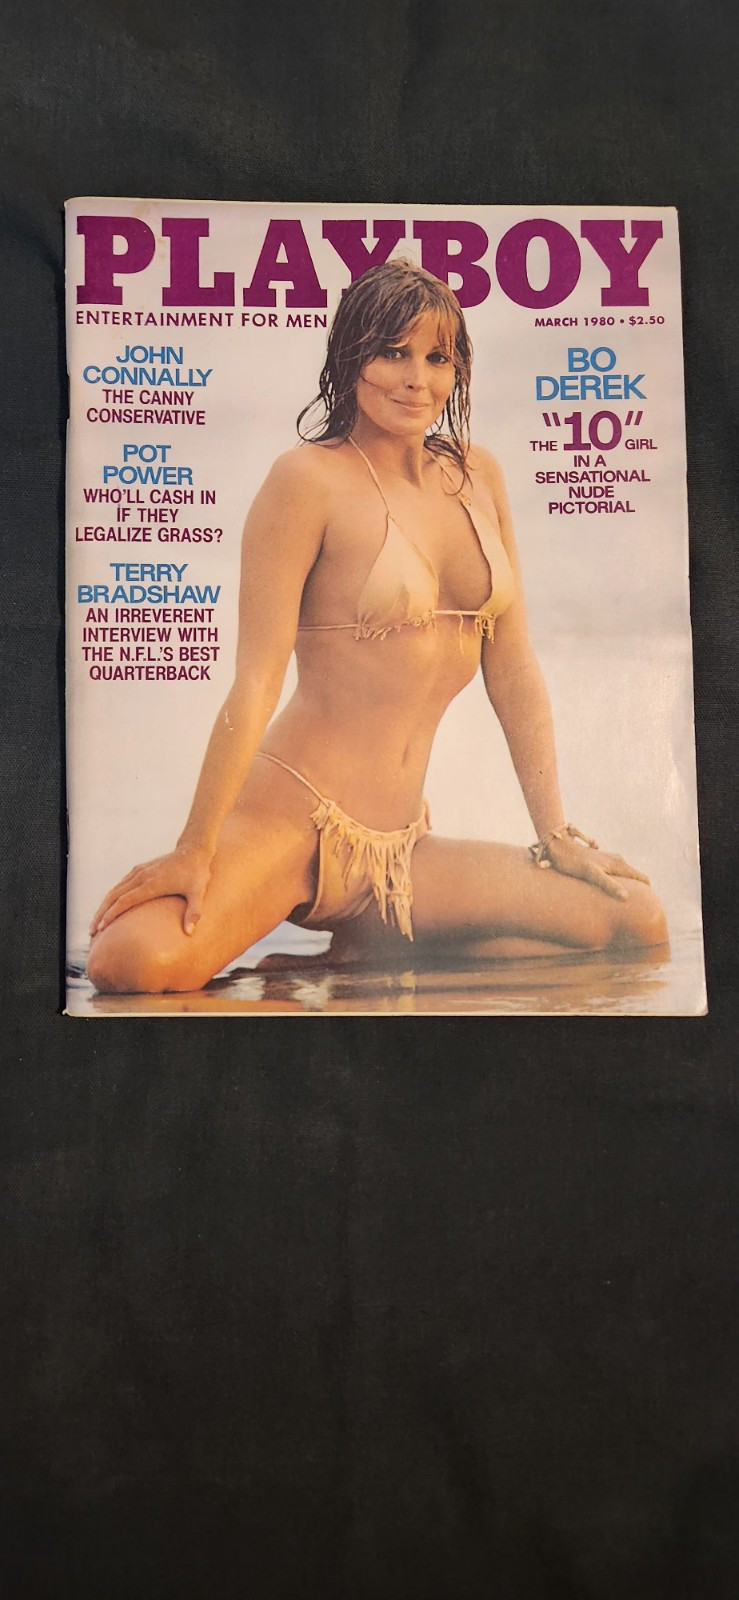 PLAYBOY
ENTERTAINMENT FOR MEN
MARCH 1980 • $2.50
JOHN
CONNALLY
THE CANNY
CONSERVATIVE
POT
POWER
WHO'LL CASH IN
IF THEY
LEGALIZE GRASS?
TERRY
BRADSHAW
AN IRREVERENT
INTERVIEW WITH
THE N.F.L.'S BEST
QUARTERBACK
BO
DEREK
THE "10" GIRL
IN A
SENSATIONAL
NUDE
PICTORIAL